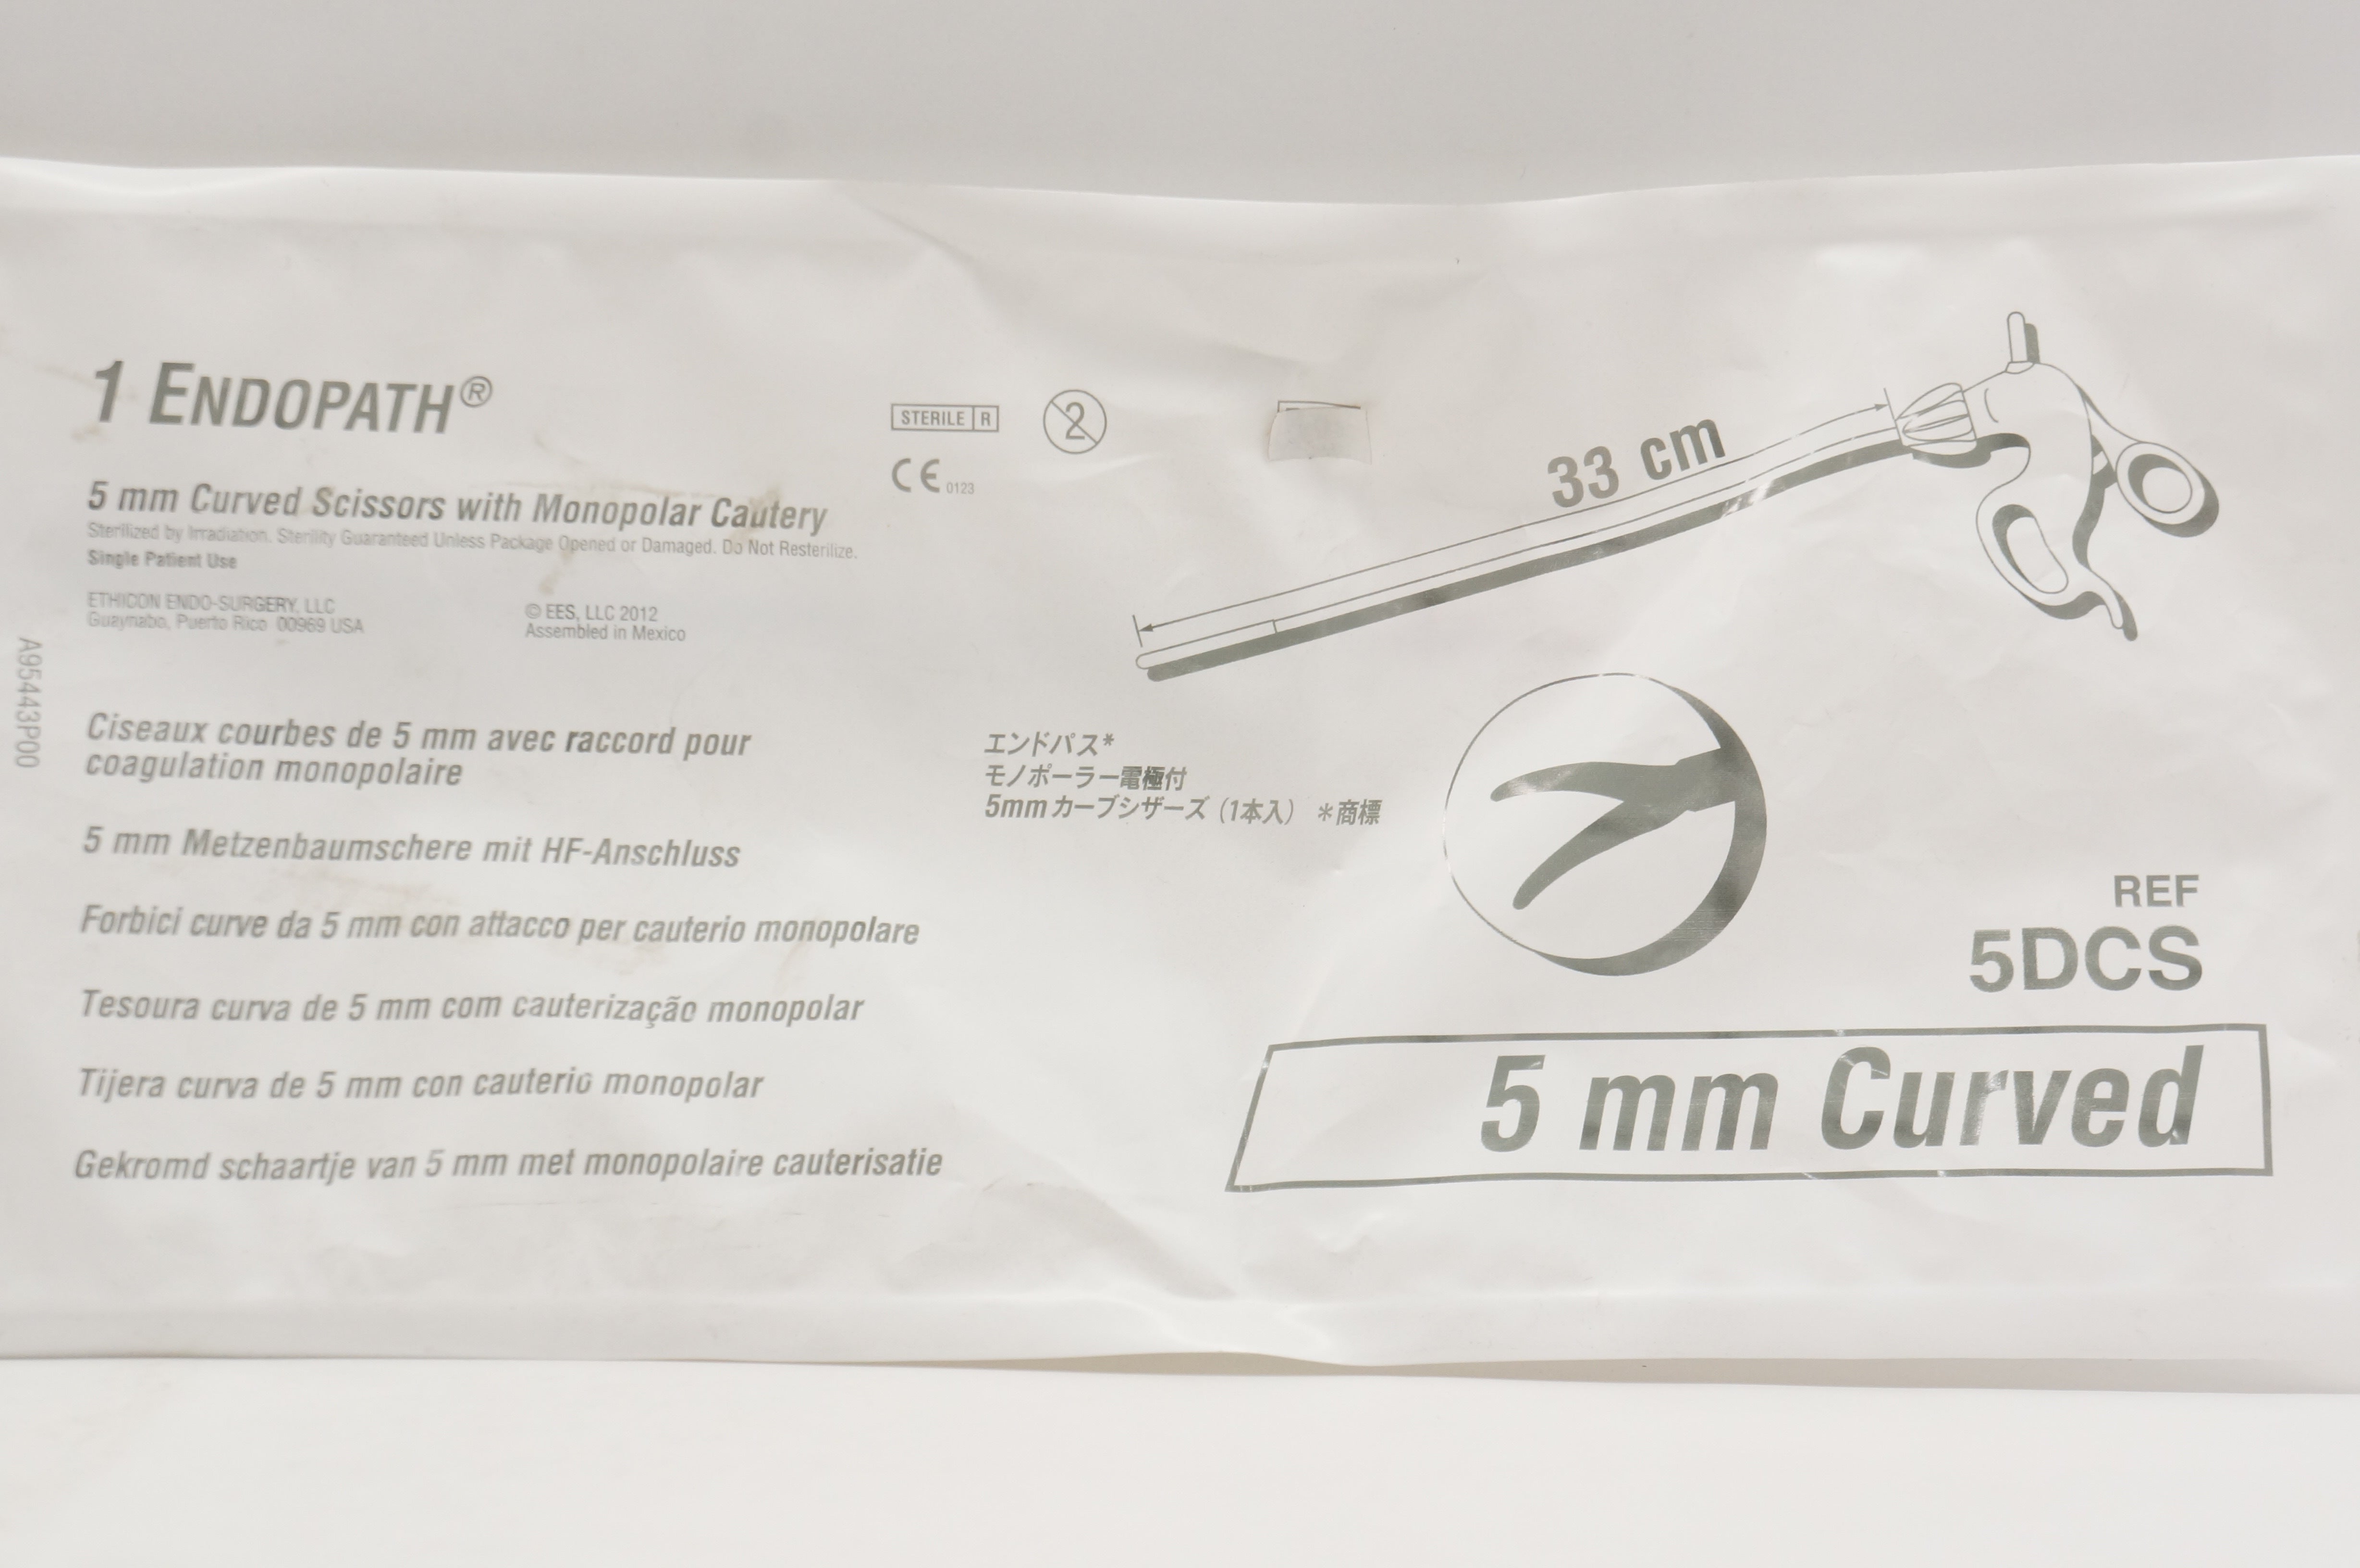 1 ENDOPATH®
5 mm Curved Scissors with Monopolar Cautery
Sterilized by Irradiation. Sterility Guaranteed Unless Package Opened or Damaged. Do Not Resterilize.
Single Patient Use
ETHICON ENDO-SURGERY, LLC
Guaynabo, Puerto Rico 00969 USA
© EES, LLC 2012
Assembled in Mexico
A95443P00
STERILE R
2
CE 0123
33 cm
Ciseaux courbes de 5 mm avec raccord pour
coagulation monopolaire
5 mm Metzenbaumschere mit HF-Anschluss
Forbici curve da 5 mm con attacco per cauterio monopolare
Tesoura curva de 5 mm com cauterização monopolar
Tijera curva de 5 mm con cauterio monopolar
Gekromd schaartje van 5 mm met monopolaire cauterisatie
エンドパス*
モノポーラー電極付
5mmカーブシザーズ（1本入） *商標
REF
5DCS
5 mm Curved